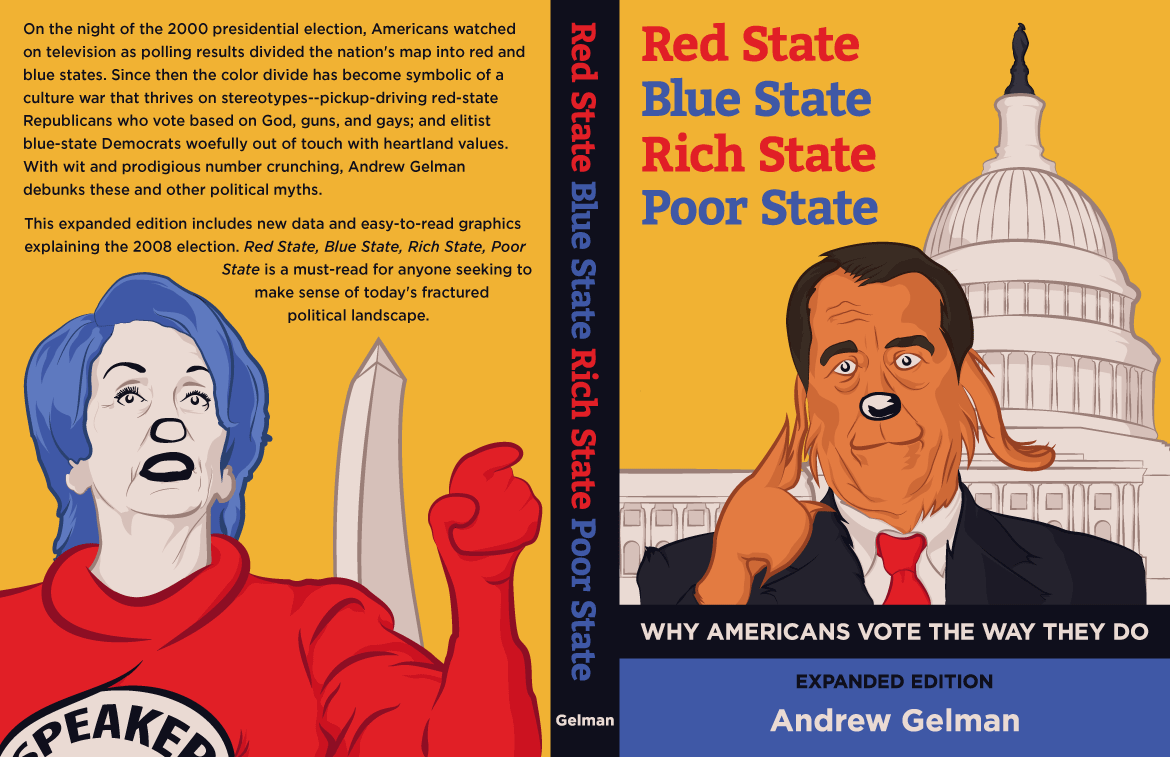 On the night of the 2000 presidential election, Americans watched
on television as polling results divided the nation's map into red and
blue states. Since then the color divide has become symbolic of a
culture war that thrives on stereotypes--pickup-driving red-state
Republicans who vote based on God, guns, and gays; and elitist
blue-state Democrats woefully out of touch with heartland values.
With wit and prodigious number crunching, Andrew Gelman
debunks these and other political myths.
This expanded edition includes new data and easy-to-read graphics
explaining the 2008 election. Red State, Blue State, Rich State, Poor
State is a must-read for anyone seeking to
make sense of today's fractured
political landscape.
SPEAKER
Red State Blue State Rich State Poor State
Gelman
Red State
Blue State
Rich State
Poor State
WHY AMERICANS VOTE THE WAY THEY DO
EXPANDED EDITION
Andrew Gelman